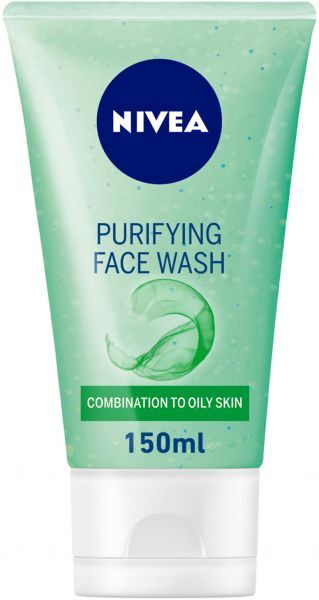 NIVEA
PURIFYING
FACE WASH
COMBINATION TO OILY SKIN
150ml